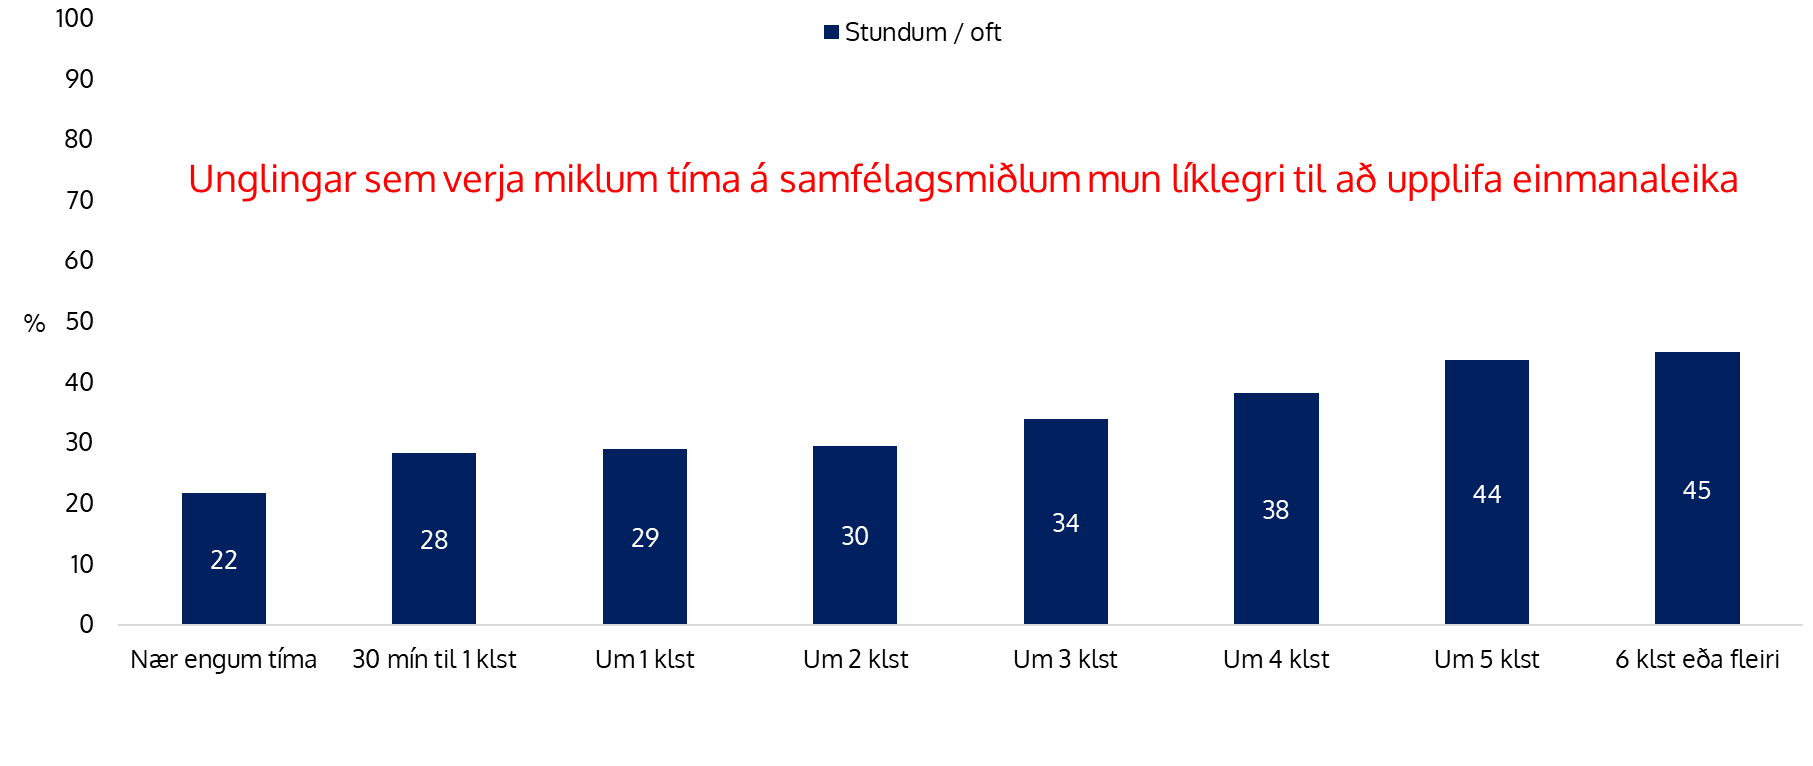 100
Stundum / oft
90
80
Unglingar sem verja miklum tíma á samfélagsmiðlum mun líklegri til að upplifa einmanaleika
70
60
% 50
40
30
20
10
0
22 28 29 30 34 38 44 45
Nær engum tíma 30 mín til 1 klst Um 1 klst Um 2 klst Um 3 klst Um 4 klst Um 5 klst 6 klst eða fleiri